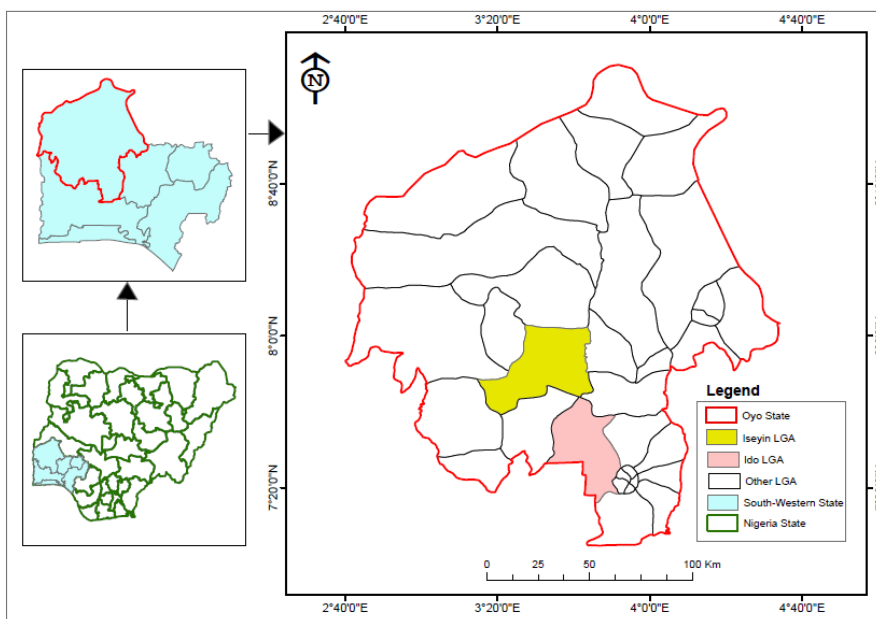 2°40'0"E 3°20'0"E 4°0'0"E 4°40'0"E
N
8°40'0"N
8°0'0"N
7°20'0"N
Legend
Oyo State
Iseyin LGA
Ido LGA
Other LGA
South-Western State
Nigeria State
0 25 50 100 Km
2°40'0"E 3°20'0"E 4°0'0"E 4°40'0"E